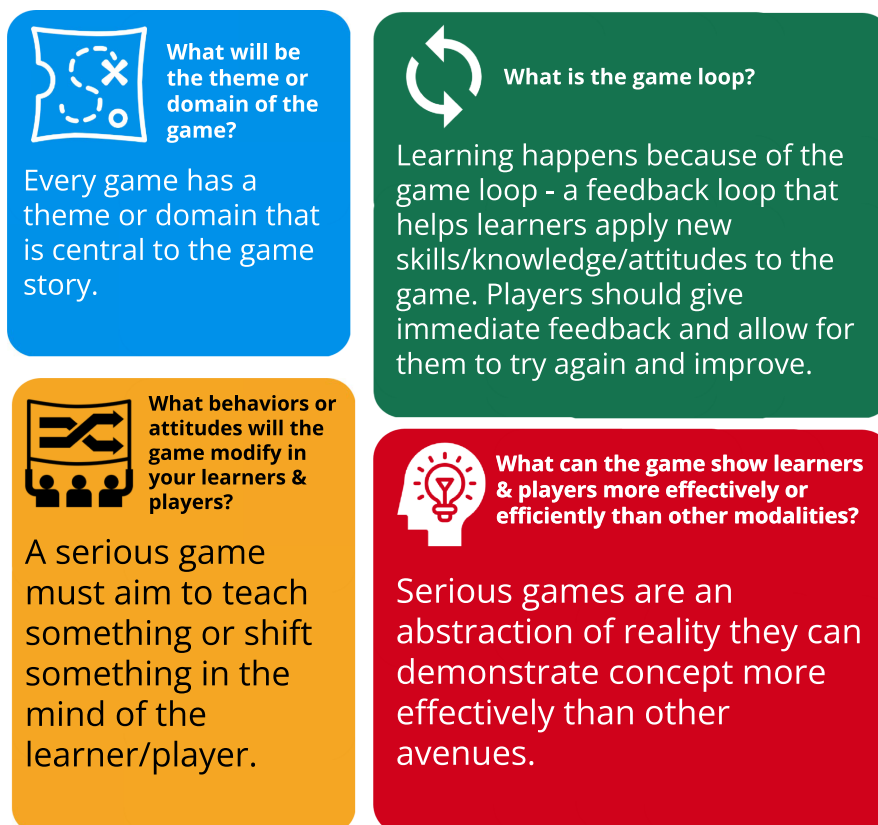 What will be
the theme or
domain of the
game?
Every game has a
theme or domain that
is central to the game
story.
What is the game loop?
Learning happens because of the
game loop - a feedback loop that
helps learners apply new
skills/knowledge/attitudes to the
game. Players should give
immediate feedback and allow for
them to try again and improve.
What behaviors or
attitudes will the
game modify in
your learners &
players?
A serious game
must aim to teach
something or shift
something in the
mind of the
learner/player.
What can the game show learners
& players more effectively or
efficiently than other modalities?
Serious games are an
abstraction of reality they can
demonstrate concept more
effectively than other
avenues.